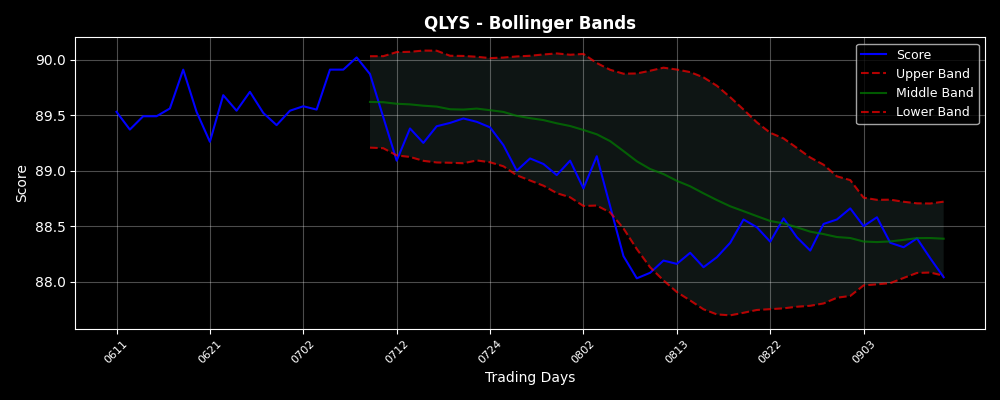 QLYS - Bollinger Bands
90.0
89.5
89.0
88.5
88.0
Score
Score
Upper Band
Middle Band
Lower Band
0611
0621
0702
0712
0724
0802
0813
0822
0903
Trading Days